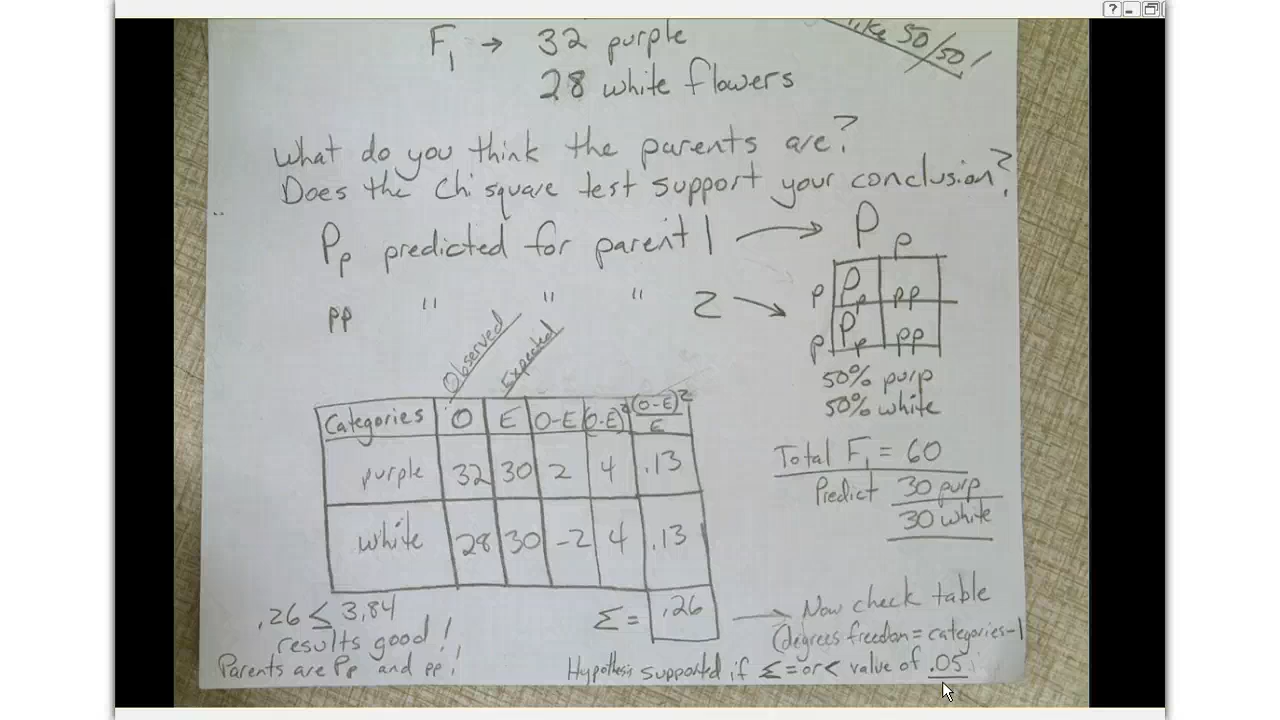 like 50/50!
F1 → 32 purple
28 white flowers
What do you think the parents are?
Does the Chi square test support your conclusion?
Pp predicted for parent 1 →
pp " " " 2 →
P p
p Pp pp
p Pp pp
50% purp
50% white
Observed
Expected
Categories O E O-E (O-E)² (O-E)²/E
purple 32 30 2 4 .13
white 28 30 -2 4 .13
Σ = .26
Total F1 = 60
Predict 30 purp
30 white
→ Now check table
(degrees freedom = categories-1
Hypothesis supported if Σ = or < value of .05
.26 ≤ 3.84
results good!
Parents are Pp and pp!